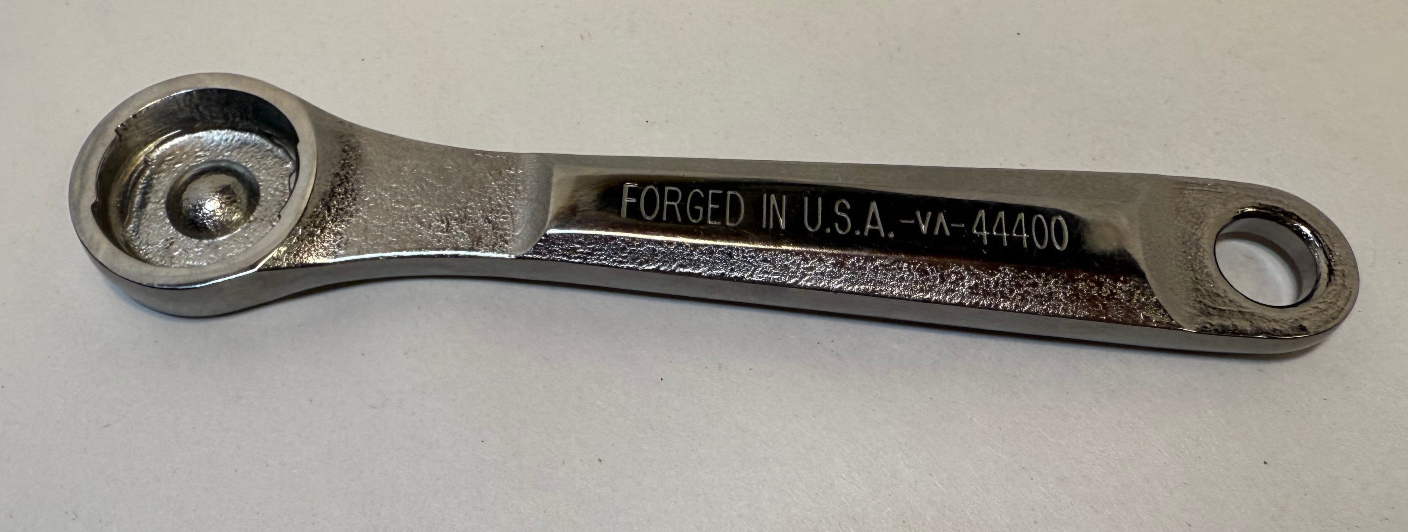 FORGED IN U.S.A. -VΛ- 44400